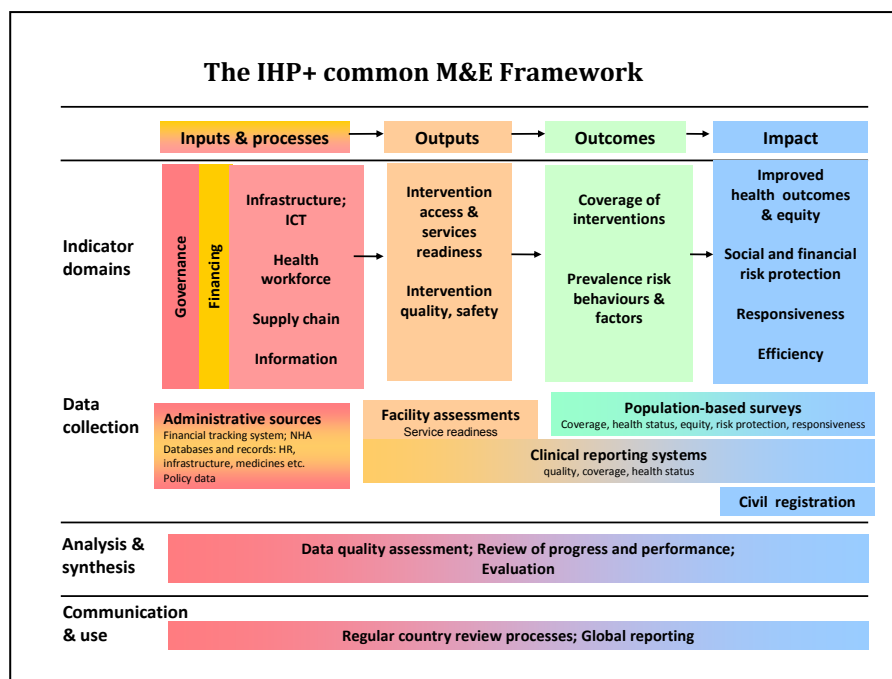 The IHP+ common M&E Framework
Inputs & processes
Outputs
Outcomes
Impact
Indicator
domains
Governance
Financing
Infrastructure;
ICT
Health
workforce
Supply chain
Information
Intervention
access &
services
readiness
Intervention
quality, safety
Coverage of
interventions
Prevalence risk
behaviours &
factors
Improved
health outcomes
& equity
Social and financial
risk protection
Responsiveness
Efficiency
Data
collection
Administrative sources
Financial tracking system; NHA
Databases and records: HR,
infrastructure, medicines etc.
Policy data
Facility assessments
Service readiness
Population-based surveys
Coverage, health status, equity, risk protection, responsiveness
Clinical reporting systems
quality, coverage, health status
Civil registration
Analysis &
synthesis
Data quality assessment; Review of progress and performance;
Evaluation
Communication
& use
Regular country review processes; Global reporting